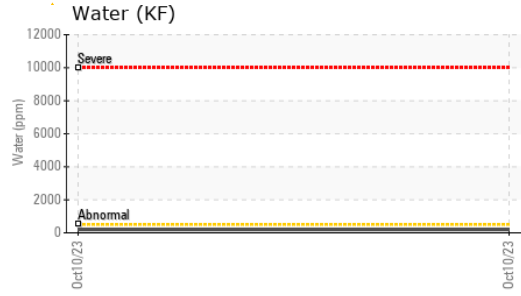 Water (KF)
12000
Severe
10000
8000
6000
4000
2000
Abnormal
0
Water (ppm)
Oct10/23
Oct10/23